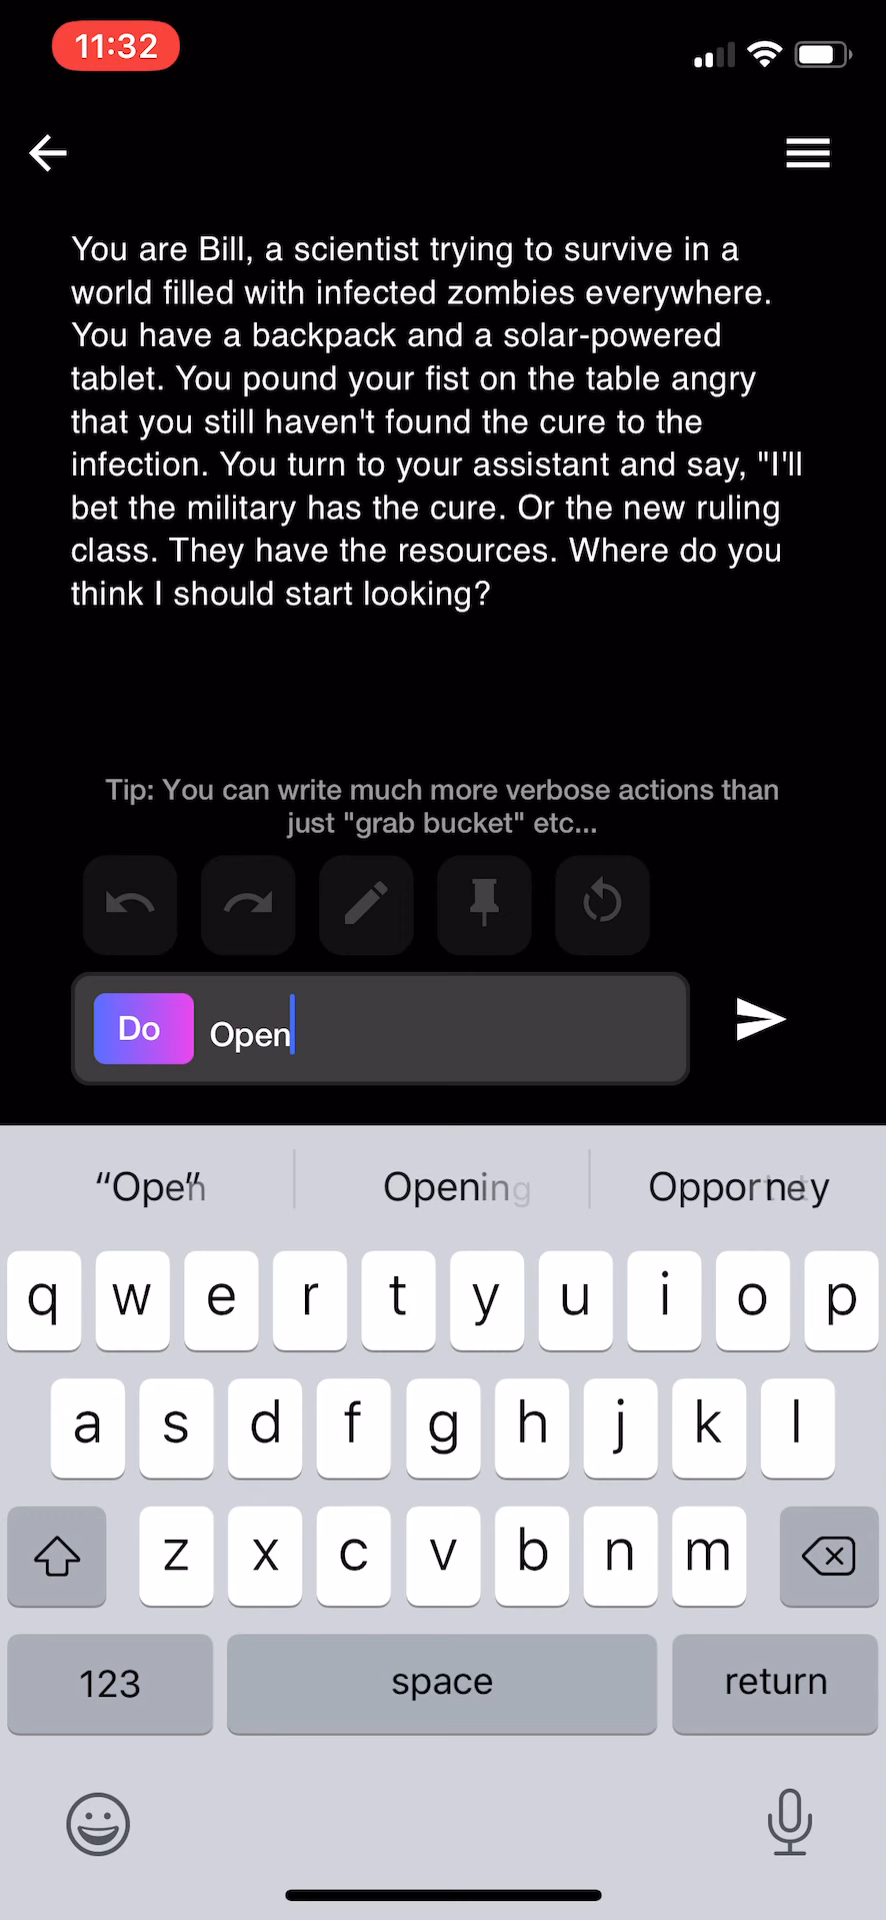 11:32
You are Bill, a scientist trying to survive in a
world filled with infected zombies everywhere.
You have a backpack and a solar-powered
tablet. You pound your fist on the table angry
that you still haven't found the cure to the
infection. You turn to your assistant and say, "I'll
bet the military has the cure. Or the new ruling
class. They have the resources. Where do you
think I should start looking?
Tip: You can write much more verbose actions than
just "grab bucket" etc...
Do Open
Opening
q w e r t y u i o p
a s d f g h j k l
z x c v b n m
123 space return